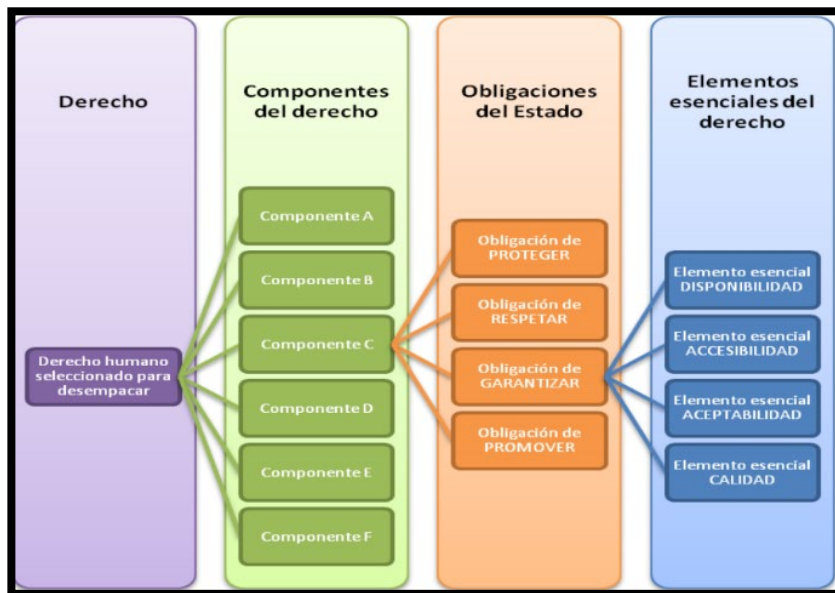 Derecho
Derecho humano
seleccionado para
desempacar
Componentes
del derecho
Componente A
Componente B
Componente C
Componente D
Componente E
Componente F
Obligaciones
del Estado
Obligación de
PROTEGER
Obligación de
RESPETAR
Obligación de
GARANTIZAR
Obligación de
PROMOVER
Elementos
esenciales del
derecho
Elemento esencial
DISPONIBILIDAD
Elemento esencial
ACCESIBILIDAD
Elemento esencial
ACEPTABILIDAD
Elemento esencial
CALIDAD